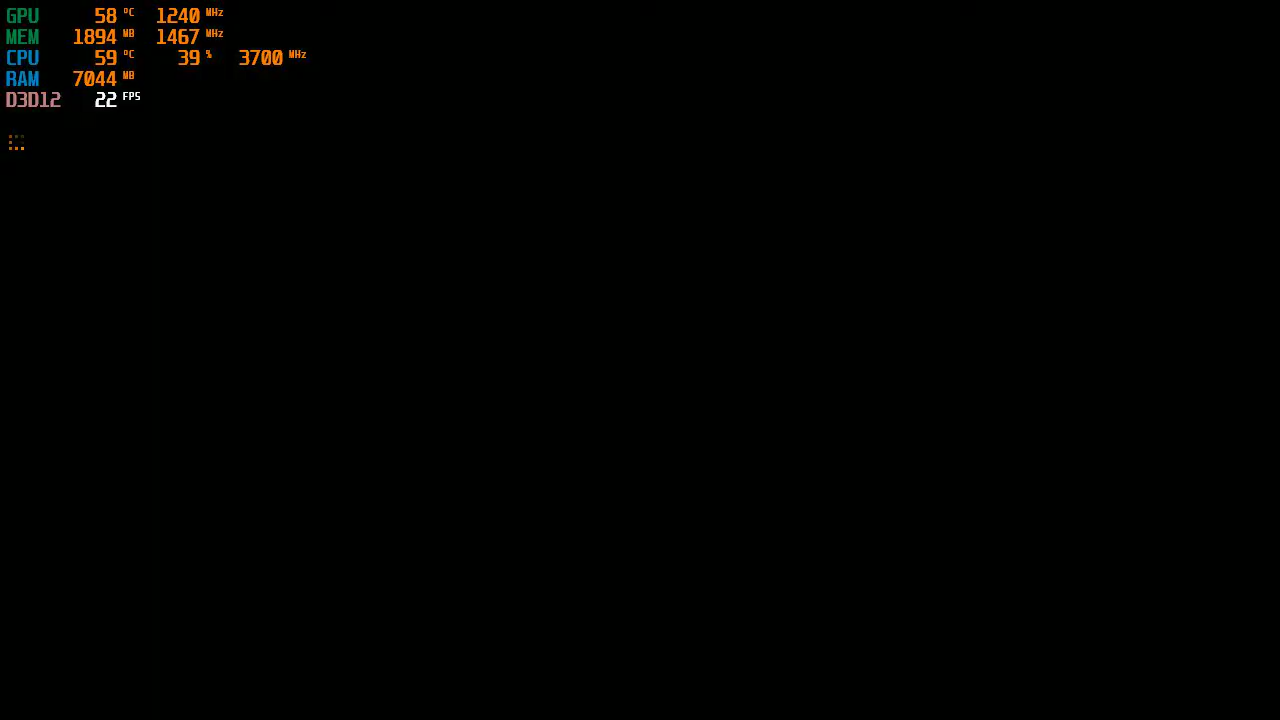 GPU 58 °C 1240 MHz
MEM 1894 MB 1467 MHz
CPU 59 °C 39 % 3700 MHz
RAM 7044 MB
D3D12 22 FPS